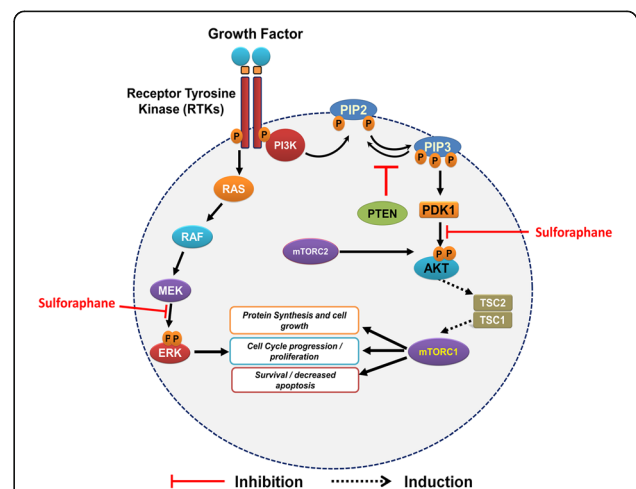 Growth Factor
Receptor Tyrosine
Kinase (RTKs)
P
P
PI3K
PIP2
P
P
PIP3
P
P
P
RAS
PTEN
PDK1
Sulforaphane
RAF
mTORC2
P
P
AKT
MEK
TSC2
TSC1
Sulforaphane
P
P
ERK
Protein Synthesis and cell
growth
Cell Cycle progression /
proliferation
Survival / decreased
apoptosis
mTORC1
Inhibition
Induction